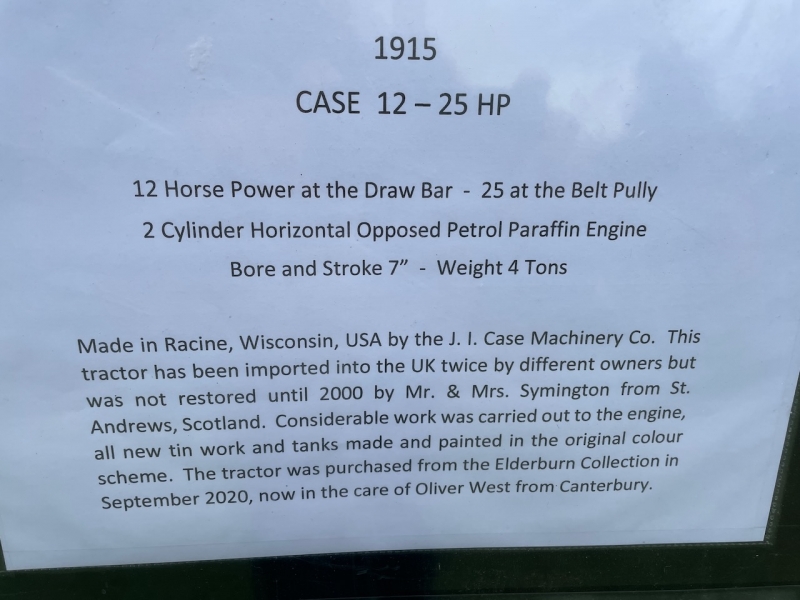 1915
CASE 12 – 25 HP
12 Horse Power at the Draw Bar - 25 at the Belt Pully
2 Cylinder Horizontal Opposed Petrol Paraffin Engine
Bore and Stroke 7” - Weight 4 Tons
Made in Racine, Wisconsin, USA by the J. I. Case Machinery Co. This
tractor has been imported into the UK twice by different owners but
was not restored until 2000 by Mr. & Mrs. Symington from St.
Andrews, Scotland. Considerable work was carried out to the engine,
all new tin work and tanks made and painted in the original colour
scheme. The tractor was purchased from the Elderburn Collection in
September 2020, now in the care of Oliver West from Canterbury.